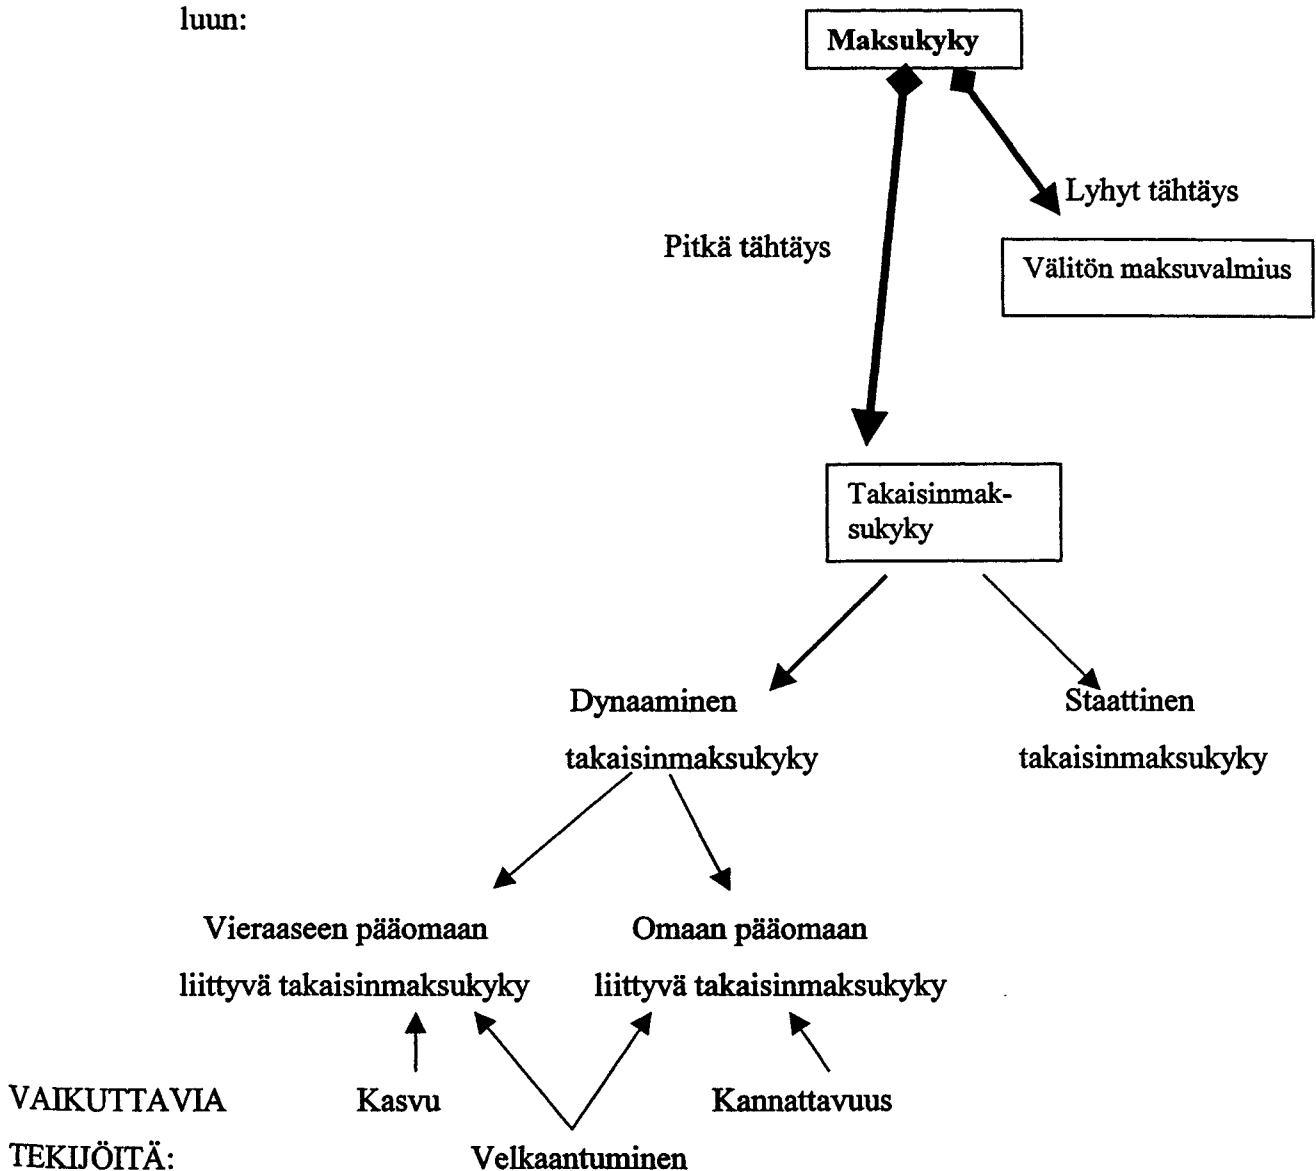 luun:
Maksukyky
Lyhyt tähtäys
Pitkä tähtäys
Välitön maksuvalmius
Takaisinmak-
sukyky
Dynaaminen
takaisinmaksukyky
Staattinen
takaisinmaksukyky
Vieraaseen pääomaan
liittyvä takaisinmaksukyky
Omaan pääomaan
liittyvä takaisinmaksukyky
VAIKUTTAVIA
TEKIJÖITÄ:
Kasvu
Velkaantuminen
Kannattavuus